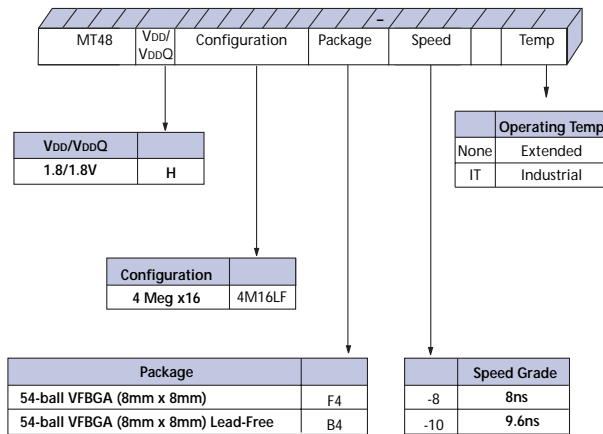 –
MT48 VDD/VDDQ Configuration Package Speed Temp
Operating Temp
None Extended
IT Industrial
VDD/VDDQ
1.8/1.8V H
Configuration
4 Meg x16 4M16LF
Package
54-ball VFBGA (8mm x 8mm) F4
54-ball VFBGA (8mm x 8mm) Lead-Free B4
Speed Grade
-8 8ns
-10 9.6ns